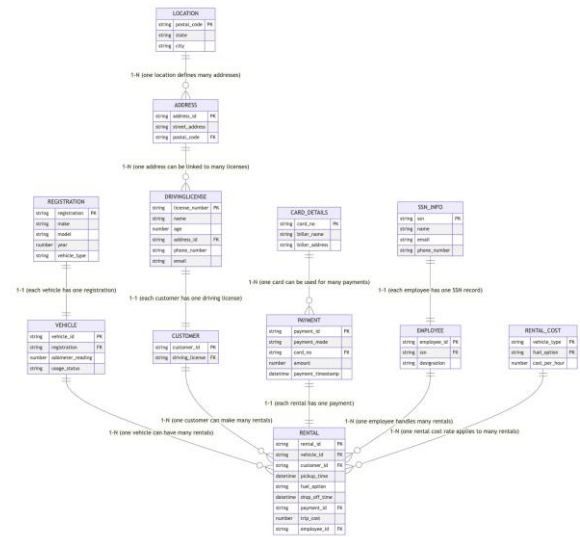 LOCATION
string postal_code PK
string state
string city
1-N (one location defines many addresses)
ADDRESS
string address_id PK
string street_address
string postal_code FK
1-N (one address can be linked to many licenses)
REGISTRATION
string registration PK
string make
string model
number year
string vehicle_type
DRIVINGLICENSE
string license_number PK
string name
number age
string address_id FK
string phone_number
string email
CARD_DETAILS
string card_no PK
string biller_name
string biller_address
SSN_INFO
string ssn PK
string name
string email
string phone_number
1-1 (each vehicle has one registration)
1-1 (each customer has one driving license)
1-N (one card can be used for many payments)
1-1 (each employee has one SSN record)
VEHICLE
string vehicle_id PK
string registration FK
number odometer_reading
string usage_status
CUSTOMER
string customer_id PK
string driving_license FK
PAYMENT
string payment_id PK
string payment_mode
string card_no FK
number amount
datetime payment_timestamp
EMPLOYEE
string employee_id PK
string ssn FK
string designation
RENTAL_COST
string vehicle_type PK
string fuel_option PK
number cost_per_hour
1-1 (each rental has one payment)
1-N (one customer can make many rentals)
1-N (one employee handles many rentals)
1-N (one vehicle can have many rentals)
1-N (one rental cost rate applies to many rentals)
RENTAL
string rental_id PK
string vehicle_id FK
string customer_id FK
datetime pickup_time
string fuel_option
datetime drop_off_time
string payment_id FK
number trip_cost
string employee_id FK